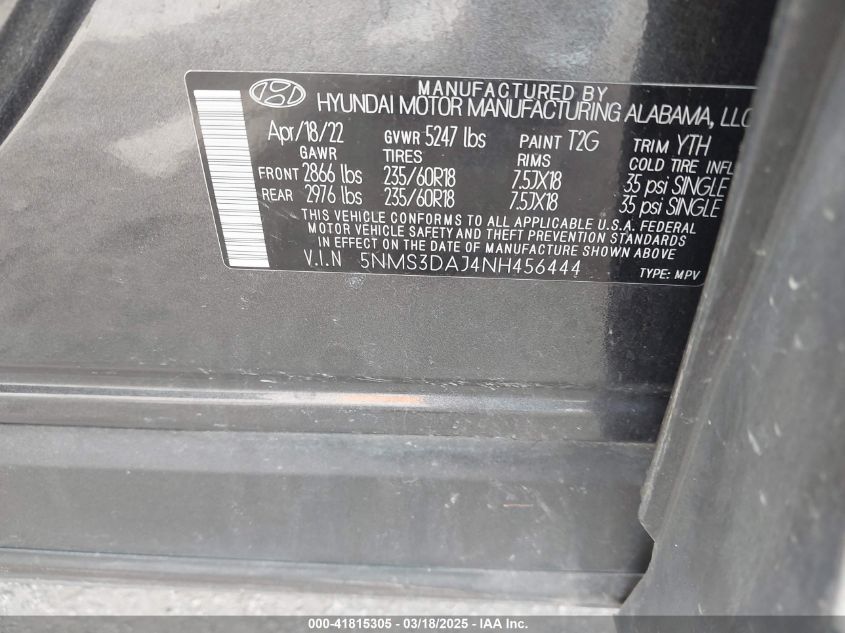 MANUFACTURED BY
HYUNDAI MOTOR MANUFACTURING ALABAMA, LLC
Apr/18/22 GVWR 5247 lbs PAINT T2G TRIM YTH
GAWR TIRES RIMS COLD TIRE INFL
FRONT 2866 lbs 235/60R18 7.5JX18 35 psi SINGLE
REAR 2976 lbs 235/60R18 7.5JX18 35 psi SINGLE
THIS VEHICLE CONFORMS TO ALL APPLICABLE U.S.A. FEDERAL
MOTOR VEHICLE SAFETY AND THEFT PREVENTION STANDARDS
IN EFFECT ON THE DATE OF MANUFACTURE SHOWN ABOVE
V.I.N 5NMS3DAJ4NH456444 TYPE: MPV
000-41815305 - 03/18/2025 - IAA Inc.